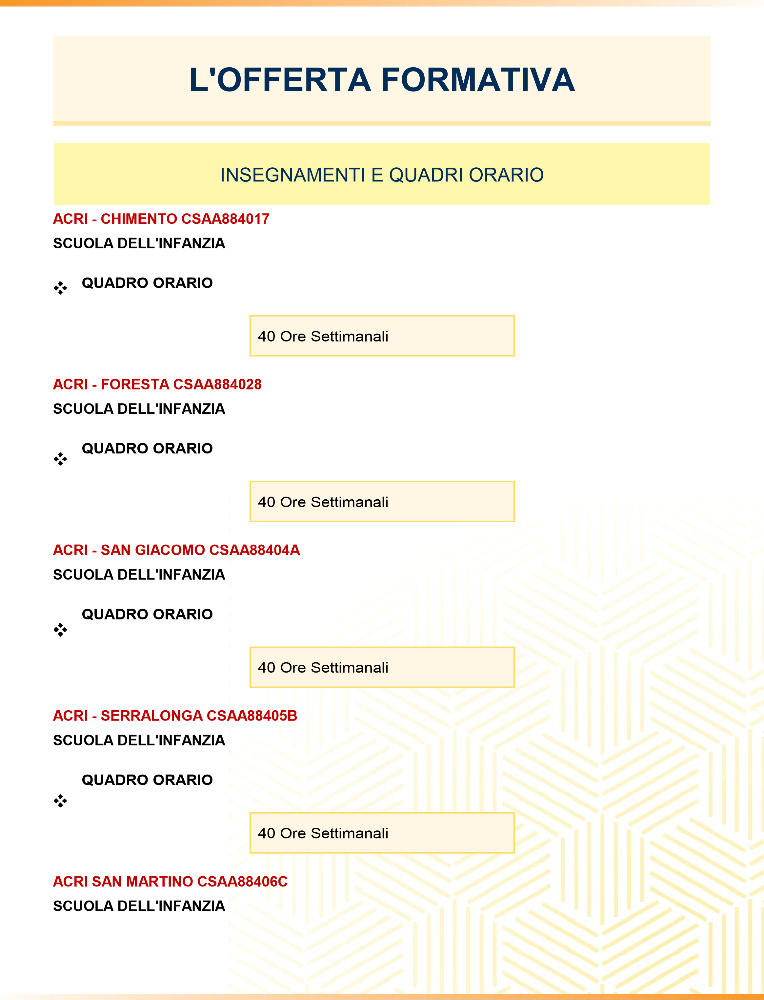 L'OFFERTA FORMATIVA
INSEGNAMENTI E QUADRI ORARIO
ACRI - CHIMENTO CSAA884017
SCUOLA DELL'INFANZIA
❖ QUADRO ORARIO
40 Ore Settimanali
ACRI - FORESTA CSAA884028
SCUOLA DELL'INFANZIA
❖ QUADRO ORARIO
40 Ore Settimanali
ACRI - SAN GIACOMO CSAA88404A
SCUOLA DELL'INFANZIA
❖ QUADRO ORARIO
40 Ore Settimanali
ACRI - SERRALONGA CSAA88405B
SCUOLA DELL'INFANZIA
❖ QUADRO ORARIO
40 Ore Settimanali
ACRI SAN MARTINO CSAA88406C
SCUOLA DELL'INFANZIA